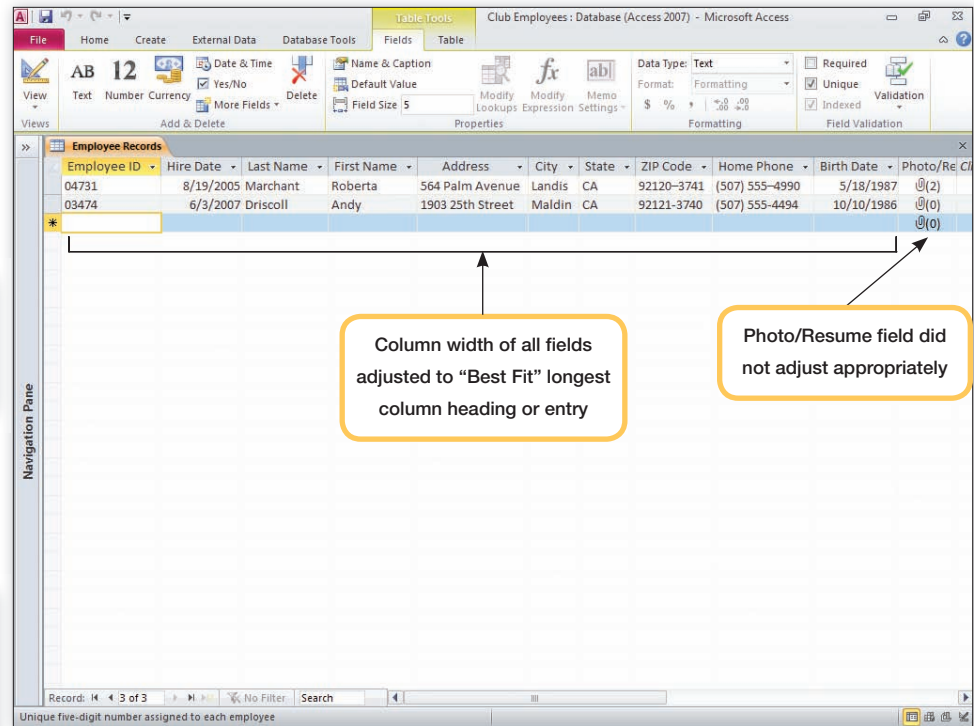 A
Table Tools
Club Employees : Database (Access 2007) - Microsoft Access
File Home Create External Data Database Tools Fields Table
View
Views
AB
Text
12
Number
Currency
Date & Time
Yes/No
More Fields
Delete
Add & Delete
Name & Caption
Default Value
Field Size 5
Modify Lookups
fx
Modify Expression
ab
Memo Settings
Properties
Data Type: Text
Format: Formatting
$ % , .00 .00
Formatting
Required
Unique
Indexed
Validation
Field Validation
»
Employee Records
Employee ID Hire Date Last Name First Name Address City State ZIP Code Home Phone Birth Date Photo/Re Cli
04731 8/19/2005 Marchant Roberta 564 Palm Avenue Landis CA 92120–3741 (507) 555–4990 5/18/1987 (2)
03474 6/3/2007 Driscoll Andy 1903 25th Street Maldin CA 92121-3740 (507) 555-4494 10/10/1986 (0)
* (0)
Column width of all fields
adjusted to “Best Fit” longest
column heading or entry
Photo/Resume field did
not adjust appropriately
Navigation Pane
Record: 3 of 3 No Filter Search
Unique five-digit number assigned to each employee